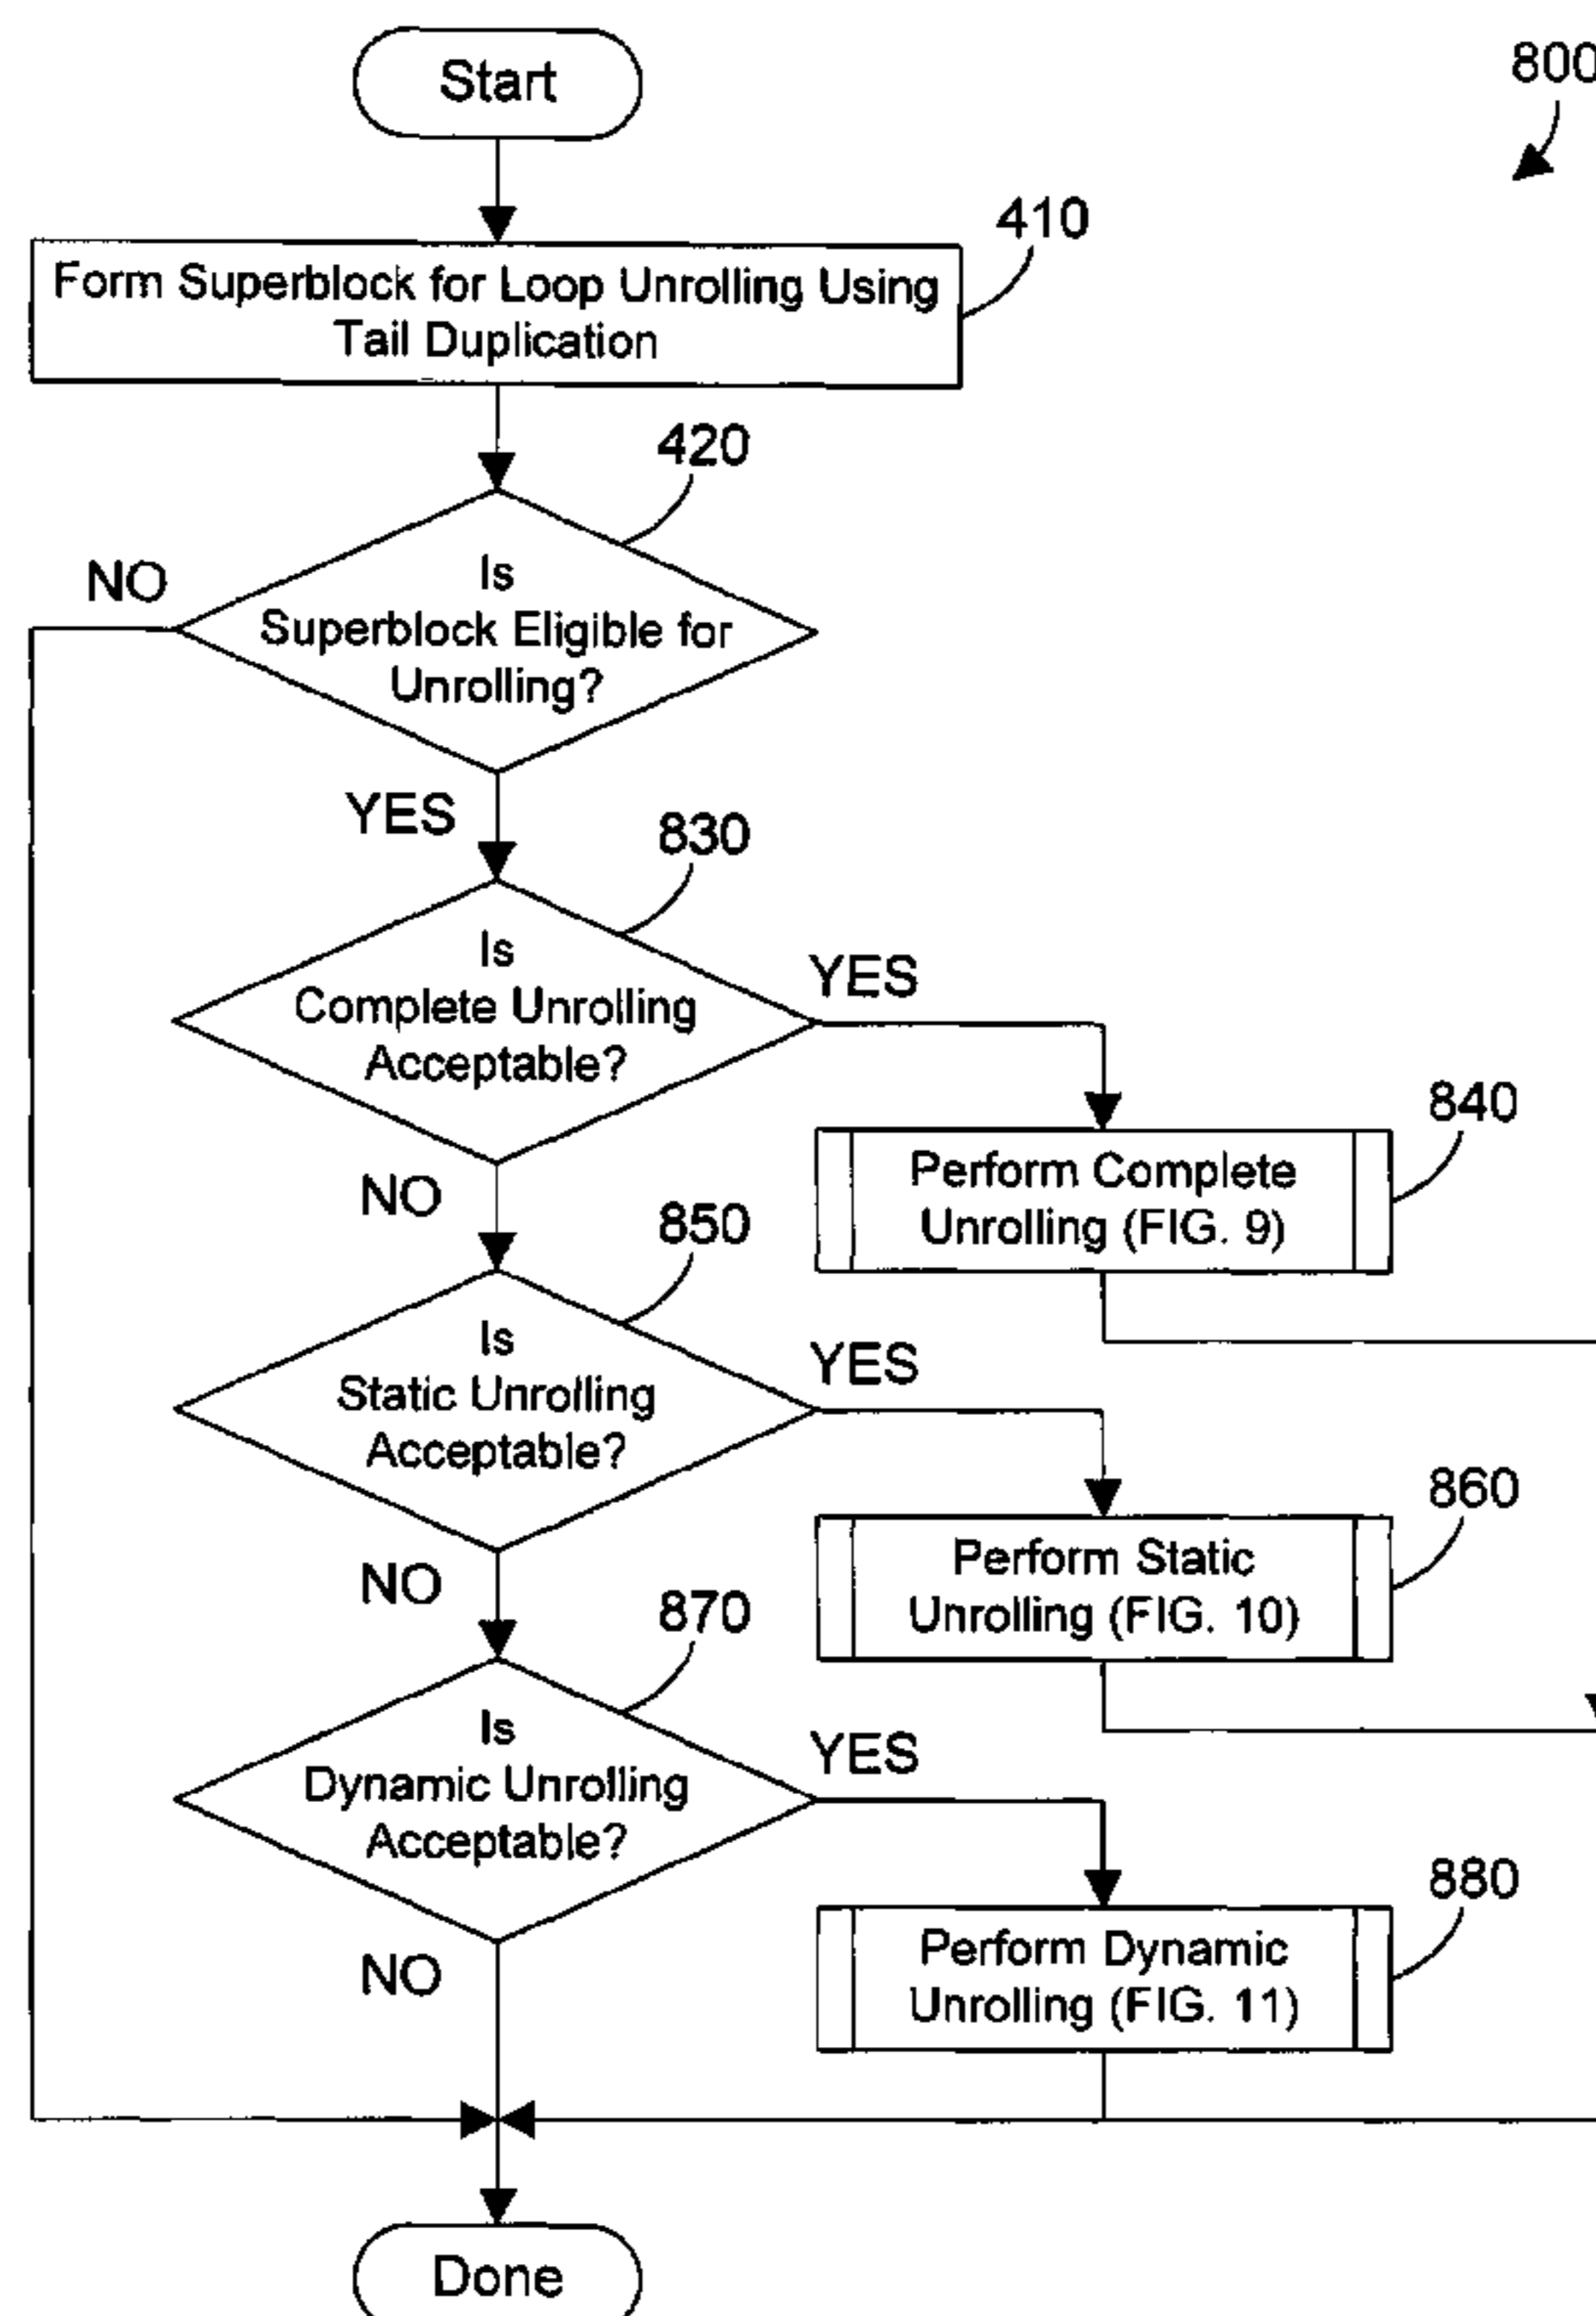 Start
800
410
Form Superblock for Loop Unrolling Using
Tail Duplication
420
NO
Is
Superblock Eligible for
Unrolling?
YES
830
Is
Complete Unrolling
Acceptable?
YES
840
Perform Complete
Unrolling (FIG. 9)
NO
850
Is
Static Unrolling
Acceptable?
YES
860
Perform Static
Unrolling (FIG. 10)
NO
870
Is
Dynamic Unrolling
Acceptable?
YES
880
Perform Dynamic
Unrolling (FIG. 11)
NO
Done